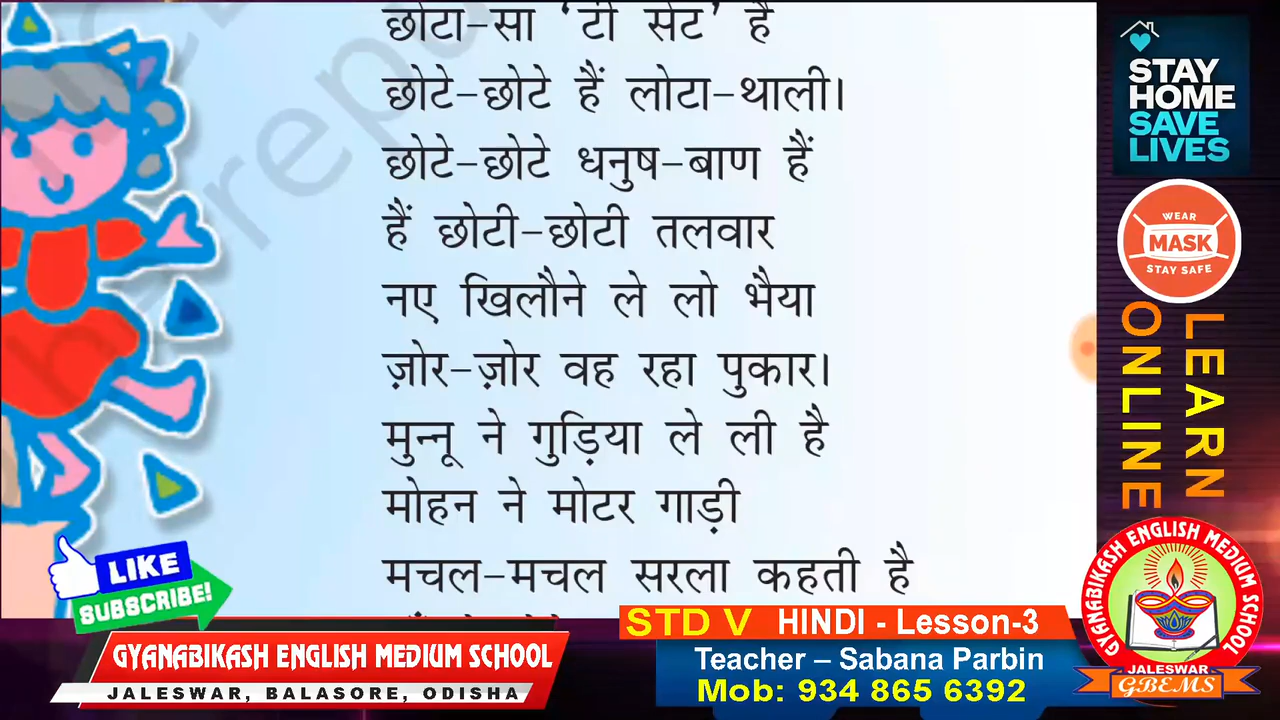 छोटा-सा 'टी सेट' है
छोटे-छोटे हैं लोटा-थाली।
छोटे-छोटे धनुष-बाण हैं
हैं छोटी-छोटी तलवार
नए खिलौने ले लो भैया
ज़ोर-ज़ोर वह रहा पुकार।
मुन्नू ने गुड़िया ले ली है
मोहन ने मोटर गाड़ी
मचल-मचल सरला कहती है
STAY
HOME
SAVE
LIVES
WEAR
MASK
STAY SAFE
LEARN
ONLINE
LIKE
SUBSCRIBE!
GYANABIKASH ENGLISH MEDIUM SCHOOL
JALESWAR, BALASORE, ODISHA
STD V HINDI - Lesson-3
Teacher – Sabana Parbin
Mob: 934 865 6392
GYANABIKASH ENGLISH MEDIUM SCHOOL
JALESWAR
GBEMS